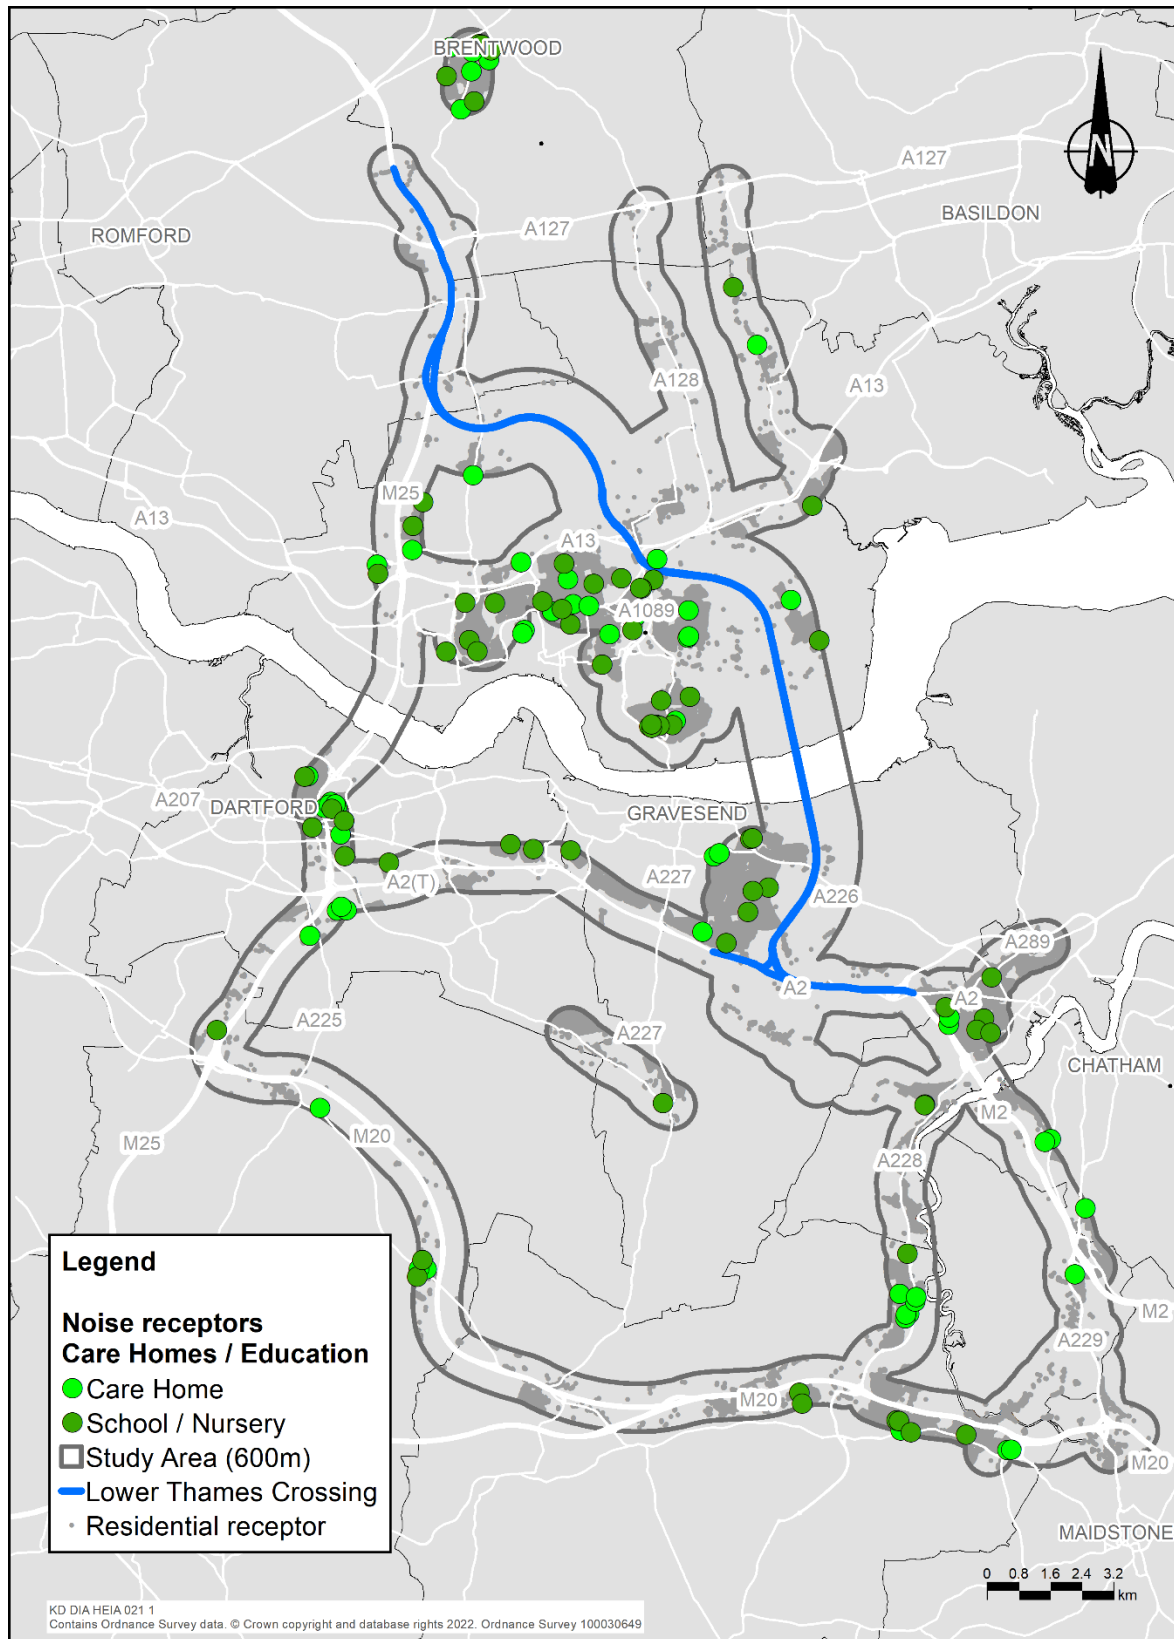 BRENTWOOD
N
A127
BASILDON
ROMFORD
A127
A128
A13
M25
A13
A13
A1089
A207
DARTFORD
GRAVESEND
A2(T)
A227
A226
A289
A2
A2
A225
A227
CHATHAM
M25
M20
M2
A228
M2
A229
M20
M20
MAIDSTONE
Legend
Noise receptors
Care Homes / Education
Care Home
School / Nursery
Study Area (600m)
Lower Thames Crossing
Residential receptor
0 0.8 1.6 2.4 3.2
km
KD DIA HEIA 021 1
Contains Ordnance Survey data. © Crown copyright and database rights 2022. Ordnance Survey 100030649